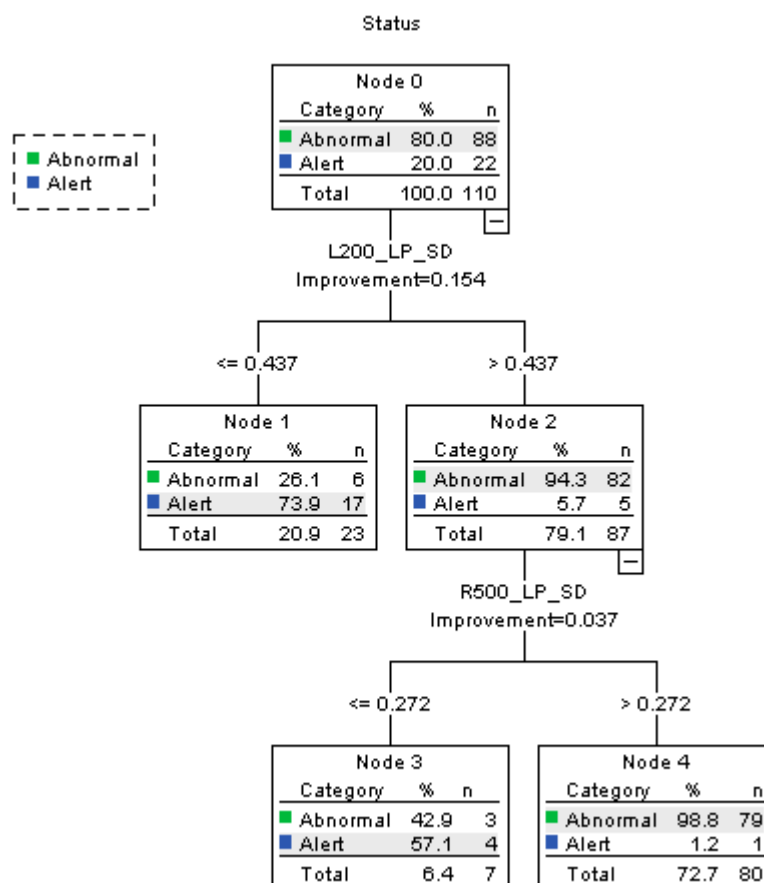 Status
Abnormal
Alert
Node 0
Category % n
Abnormal 80.0 88
Alert 20.0 22
Total 100.0 110
L200_LP_SD
Improvement=0.154
<= 0.437
> 0.437
Node 1
Category % n
Abnormal 26.1 6
Alert 73.9 17
Total 20.9 23
Node 2
Category % n
Abnormal 94.3 82
Alert 5.7 5
Total 79.1 87
R500_LP_SD
Improvement=0.037
<= 0.272
> 0.272
Node 3
Category % n
Abnormal 42.9 3
Alert 57.1 4
Total 6.4 7
Node 4
Category % n
Abnormal 98.8 79
Alert 1.2 1
Total 72.7 80